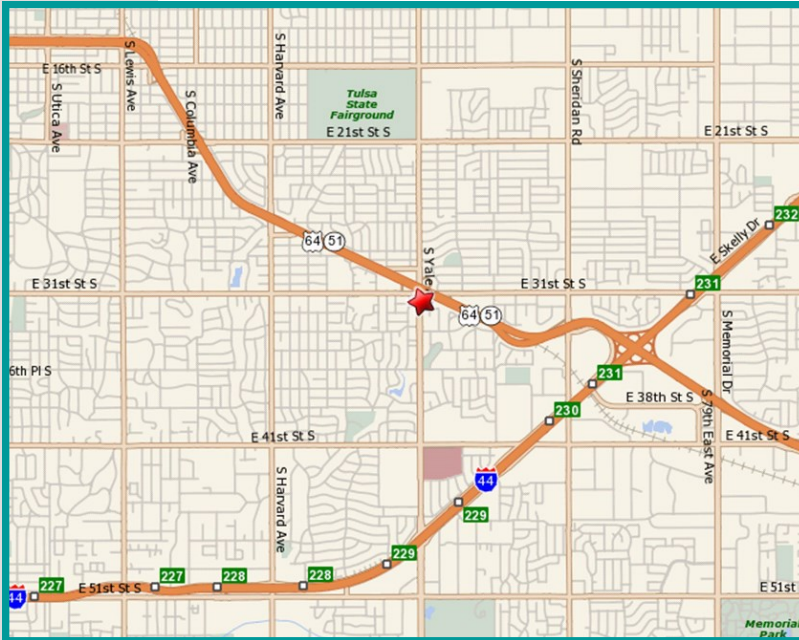 E 16th St S
S Utica Ave
S Lewis Ave
S Columbia Ave
S Harvard Ave
Tulsa
State
Fairground
E 21st St S
S Sheridan Rd
E 21st St S
232
E Skelly Dr
64 51
S Yale
E 31st St S
E 31st St S
231
64 51
S Memorial Dr
6th Pl S
231
E 38th St S
S 79th East Ave
230
E 41st St S
E 41st St S
44
S Harvard Ave
229
229
228
228
227
227
E 51st St S
44
E 51st
Memorial
Park